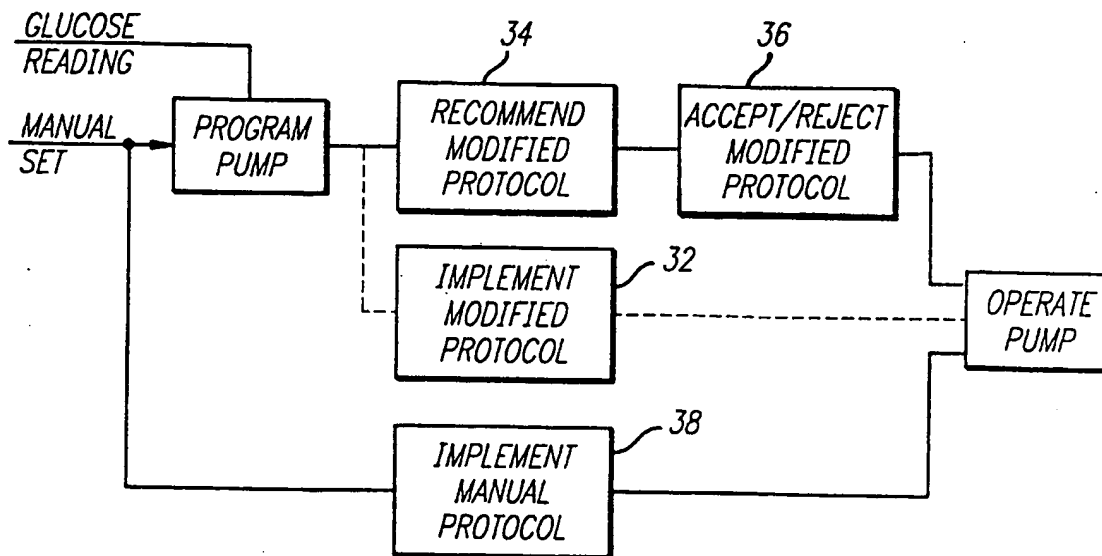 GLUCOSE
READING
MANUAL
SET
PROGRAM
PUMP
34
RECOMMEND
MODIFIED
PROTOCOL
36
ACCEPT/REJECT
MODIFIED
PROTOCOL
32
IMPLEMENT
MODIFIED
PROTOCOL
OPERATE
PUMP
38
IMPLEMENT
MANUAL
PROTOCOL